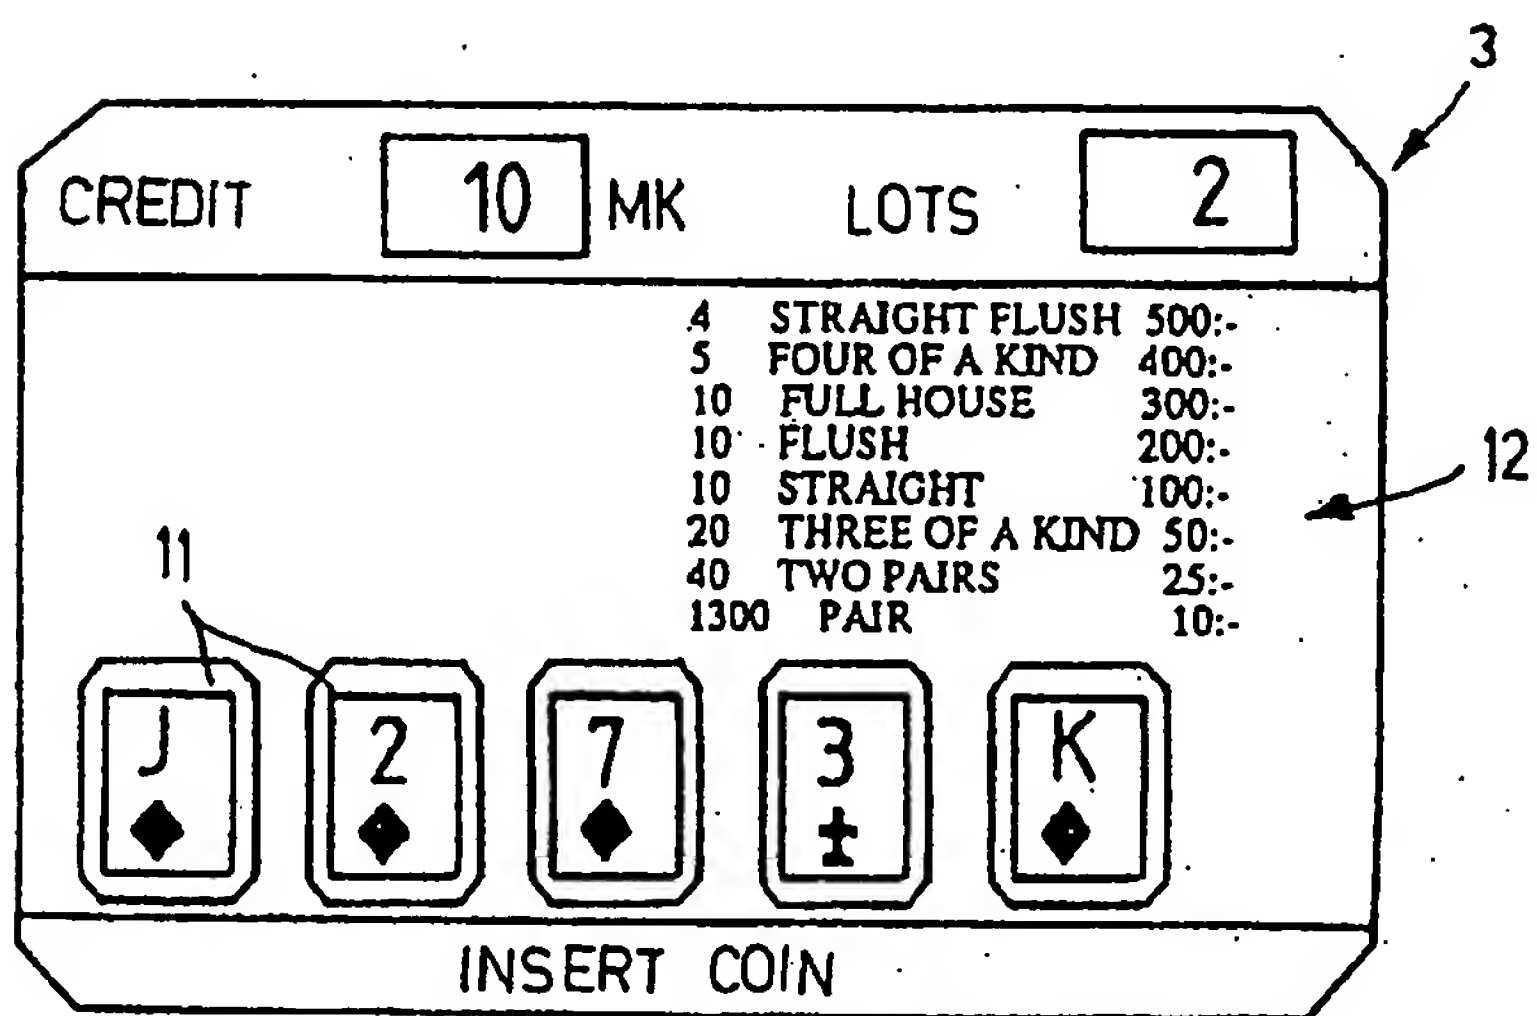 3
CREDIT 10 MK LOTS 2
4 STRAIGHT FLUSH 500:-
5 FOUR OF A KIND 400:-
10 FULL HOUSE 300:-
10 FLUSH 200:-
12
10 STRAIGHT 100:-
20 THREE OF A KIND 50:-
11
40 TWO PAIRS 25:-
1300 PAIR 10:-
J 2 7 3 K
INSERT COIN